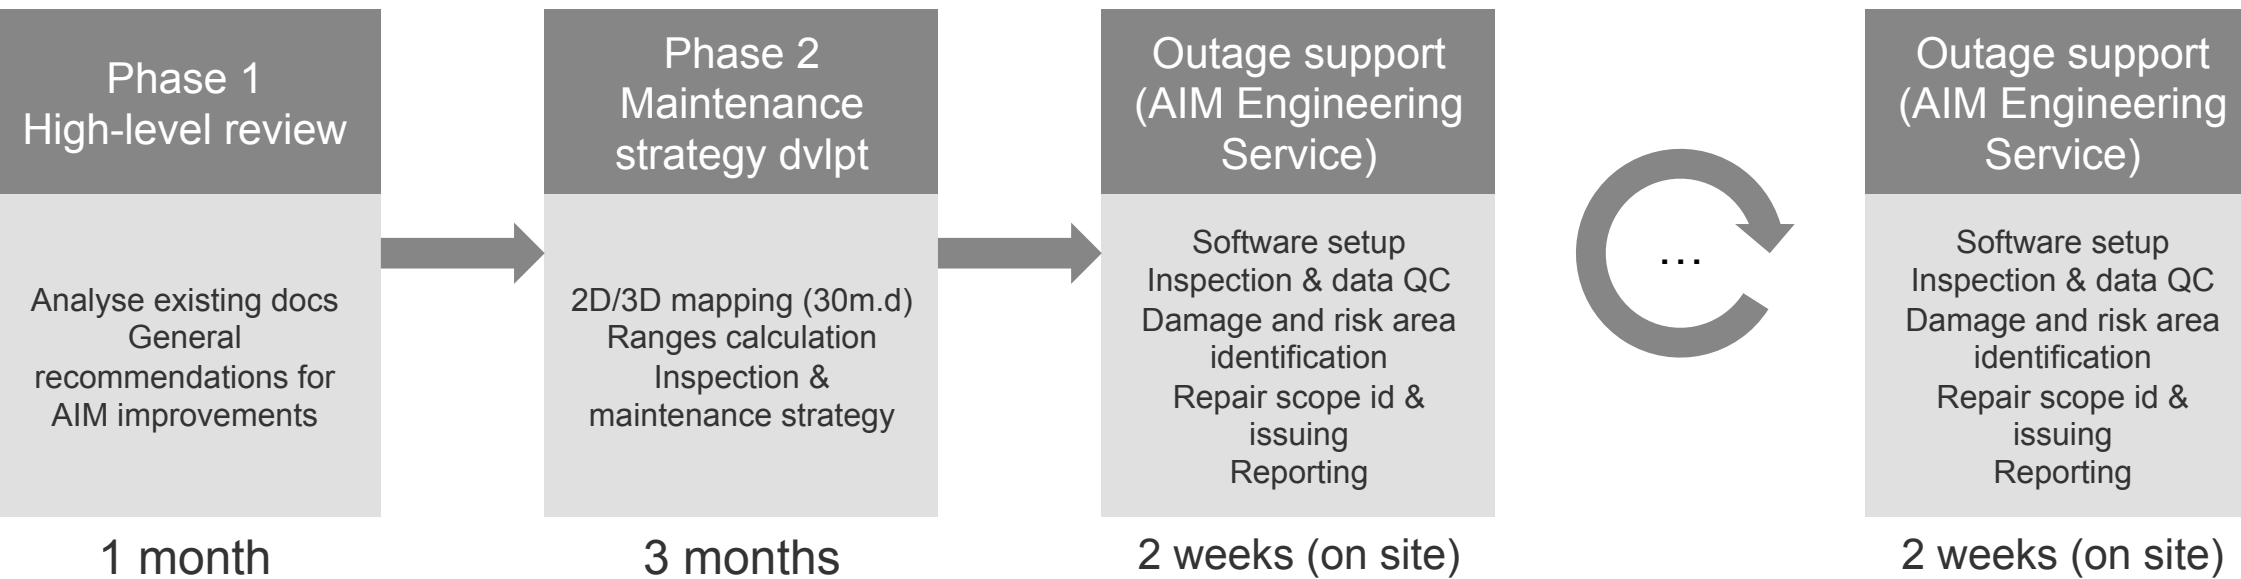 Phase 1
High-level review
Analyse existing docs
General
recommendations for
AIM improvements
1 month
Phase 2
Maintenance
strategy dvlpt
2D/3D mapping (30m.d)
Ranges calculation
Inspection &
maintenance strategy
3 months
Outage support
(AIM Engineering
Service)
Software setup
Inspection & data QC
Damage and risk area
identification
Repair scope id &
issuing
Reporting
2 weeks (on site)
...
Outage support
(AIM Engineering
Service)
Software setup
Inspection & data QC
Damage and risk area
identification
Repair scope id &
issuing
Reporting
2 weeks (on site)